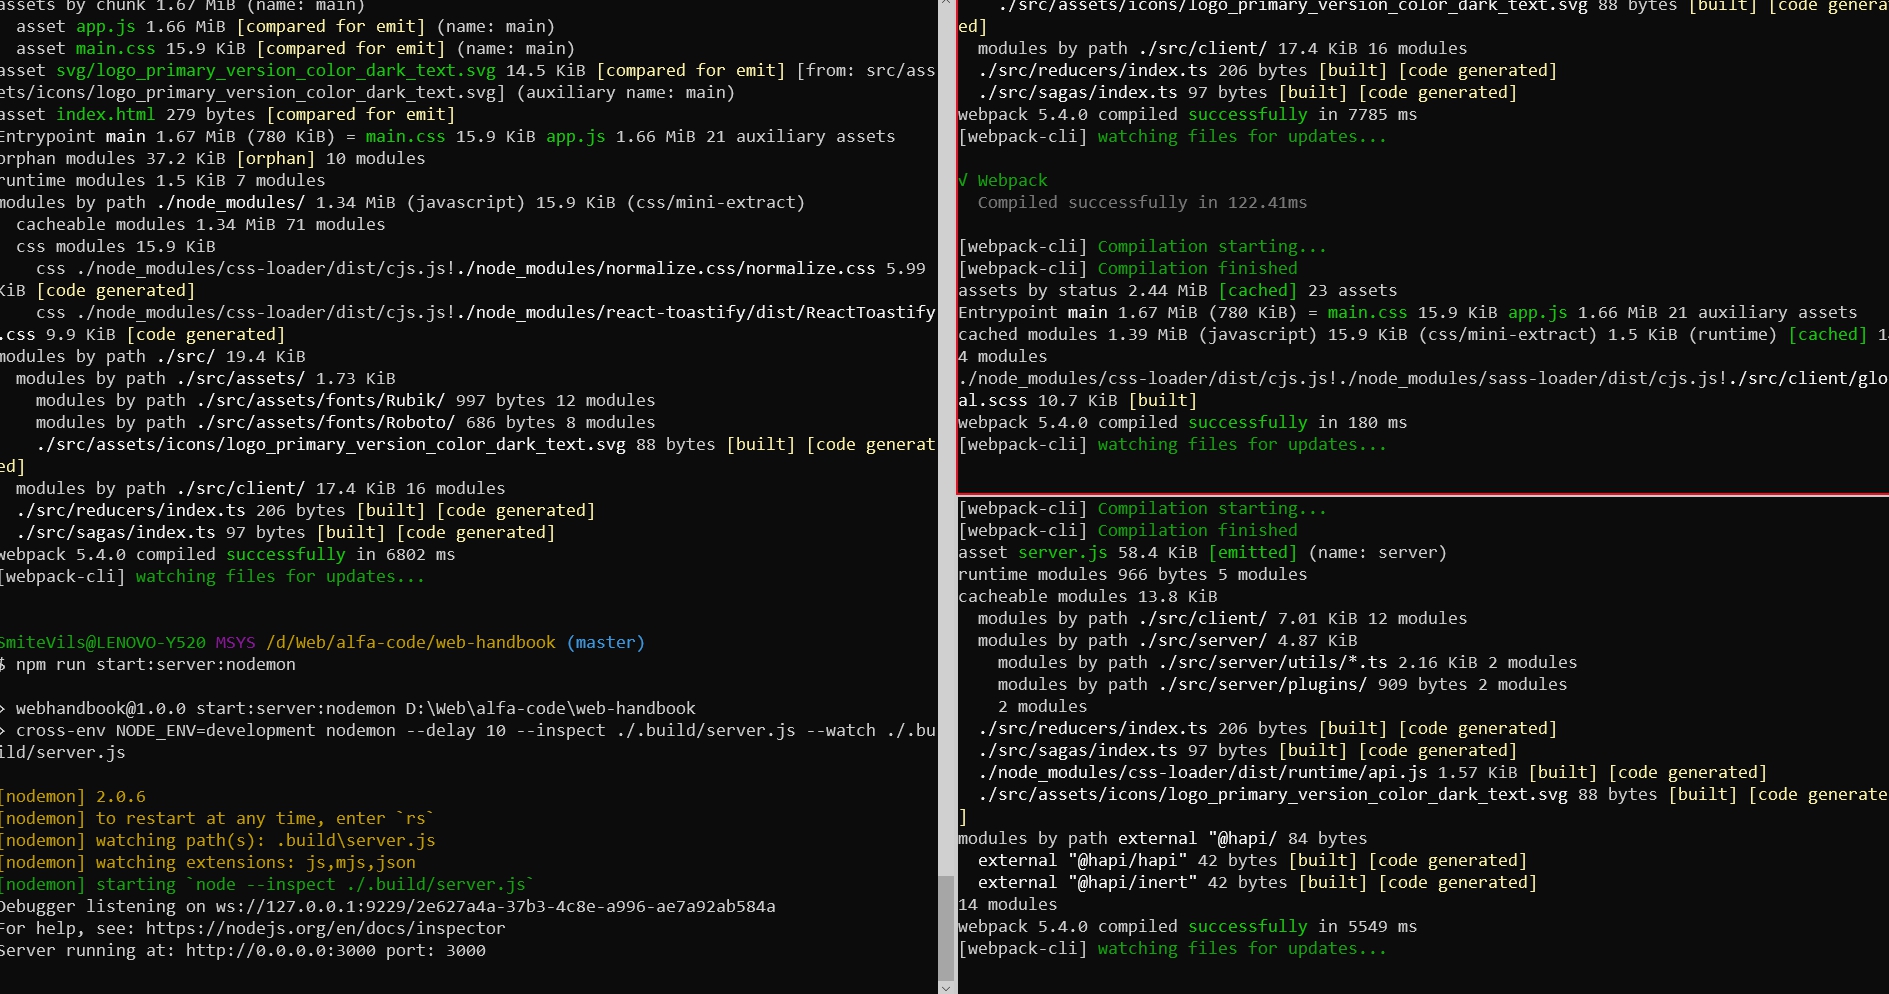 assets by chunk 1.67 MiB (name: main)
  asset app.js 1.66 MiB [compared for emit] (name: main)
  asset main.css 15.9 KiB [compared for emit] (name: main)
asset svg/logo_primary_version_color_dark_text.svg 14.5 KiB [compared for emit] [from: src/ass
ets/icons/logo_primary_version_color_dark_text.svg] (auxiliary name: main)
asset index.html 279 bytes [compared for emit]
Entrypoint main 1.67 MiB (780 KiB) = main.css 15.9 KiB app.js 1.66 MiB 21 auxiliary assets
orphan modules 37.2 KiB [orphan] 10 modules
runtime modules 1.5 KiB 7 modules
modules by path ./node_modules/ 1.34 MiB (javascript) 15.9 KiB (css/mini-extract)
  cacheable modules 1.34 MiB 71 modules
  css modules 15.9 KiB
    css ./node_modules/css-loader/dist/cjs.js!./node_modules/normalize.css/normalize.css 5.99
KiB [code generated]
    css ./node_modules/css-loader/dist/cjs.js!./node_modules/react-toastify/dist/ReactToastify
.css 9.9 KiB [code generated]
modules by path ./src/ 19.4 KiB
  modules by path ./src/assets/ 1.73 KiB
    modules by path ./src/assets/fonts/Rubik/ 997 bytes 12 modules
    modules by path ./src/assets/fonts/Roboto/ 686 bytes 8 modules
    ./src/assets/icons/logo_primary_version_color_dark_text.svg 88 bytes [built] [code generat
ed]
  modules by path ./src/client/ 17.4 KiB 16 modules
  ./src/reducers/index.ts 206 bytes [built] [code generated]
  ./src/sagas/index.ts 97 bytes [built] [code generated]
webpack 5.4.0 compiled successfully in 6802 ms
[webpack-cli] watching files for updates...
SmiteVils@LENOVO-Y520 MSYS /d/Web/alfa-code/web-handbook (master)
$ npm run start:server:nodemon
> webhandbook@1.0.0 start:server:nodemon D:\Web\alfa-code\web-handbook
> cross-env NODE_ENV=development nodemon --delay 10 --inspect ./.build/server.js --watch ./.bu
ild/server.js
[nodemon] 2.0.6
[nodemon] to restart at any time, enter `rs`
[nodemon] watching path(s): .build\server.js
[nodemon] watching extensions: js,mjs,json
[nodemon] starting `node --inspect ./.build/server.js`
Debugger listening on ws://127.0.0.1:9229/2e627a4a-37b3-4c8e-a996-ae7a92ab584a
For help, see: https://nodejs.org/en/docs/inspector
Server running at: http://0.0.0.0:3000 port: 3000
    ./src/assets/icons/logo_primary_version_color_dark_text.svg 88 bytes [built] [code genera
ed]
  modules by path ./src/client/ 17.4 KiB 16 modules
  ./src/reducers/index.ts 206 bytes [built] [code generated]
  ./src/sagas/index.ts 97 bytes [built] [code generated]
webpack 5.4.0 compiled successfully in 7785 ms
[webpack-cli] watching files for updates...
√ Webpack
  Compiled successfully in 122.41ms
[webpack-cli] Compilation starting...
[webpack-cli] Compilation finished
assets by status 2.44 MiB [cached] 23 assets
Entrypoint main 1.67 MiB (780 KiB) = main.css 15.9 KiB app.js 1.66 MiB 21 auxiliary assets
cached modules 1.39 MiB (javascript) 15.9 KiB (css/mini-extract) 1.5 KiB (runtime) [cached] 1
4 modules
./node_modules/css-loader/dist/cjs.js!./node_modules/sass-loader/dist/cjs.js!./src/client/glo
al.scss 10.7 KiB [built]
webpack 5.4.0 compiled successfully in 180 ms
[webpack-cli] watching files for updates...
[webpack-cli] Compilation starting...
[webpack-cli] Compilation finished
asset server.js 58.4 KiB [emitted] (name: server)
runtime modules 966 bytes 5 modules
cacheable modules 13.8 KiB
  modules by path ./src/client/ 7.01 KiB 12 modules
  modules by path ./src/server/ 4.87 KiB
    modules by path ./src/server/utils/*.ts 2.16 KiB 2 modules
    modules by path ./src/server/plugins/ 909 bytes 2 modules
    2 modules
  ./src/reducers/index.ts 206 bytes [built] [code generated]
  ./src/sagas/index.ts 97 bytes [built] [code generated]
  ./node_modules/css-loader/dist/runtime/api.js 1.57 KiB [built] [code generated]
  ./src/assets/icons/logo_primary_version_color_dark_text.svg 88 bytes [built] [code generate
]
modules by path external "@hapi/ 84 bytes
  external "@hapi/hapi" 42 bytes [built] [code generated]
  external "@hapi/inert" 42 bytes [built] [code generated]
14 modules
webpack 5.4.0 compiled successfully in 5549 ms
[webpack-cli] watching files for updates...